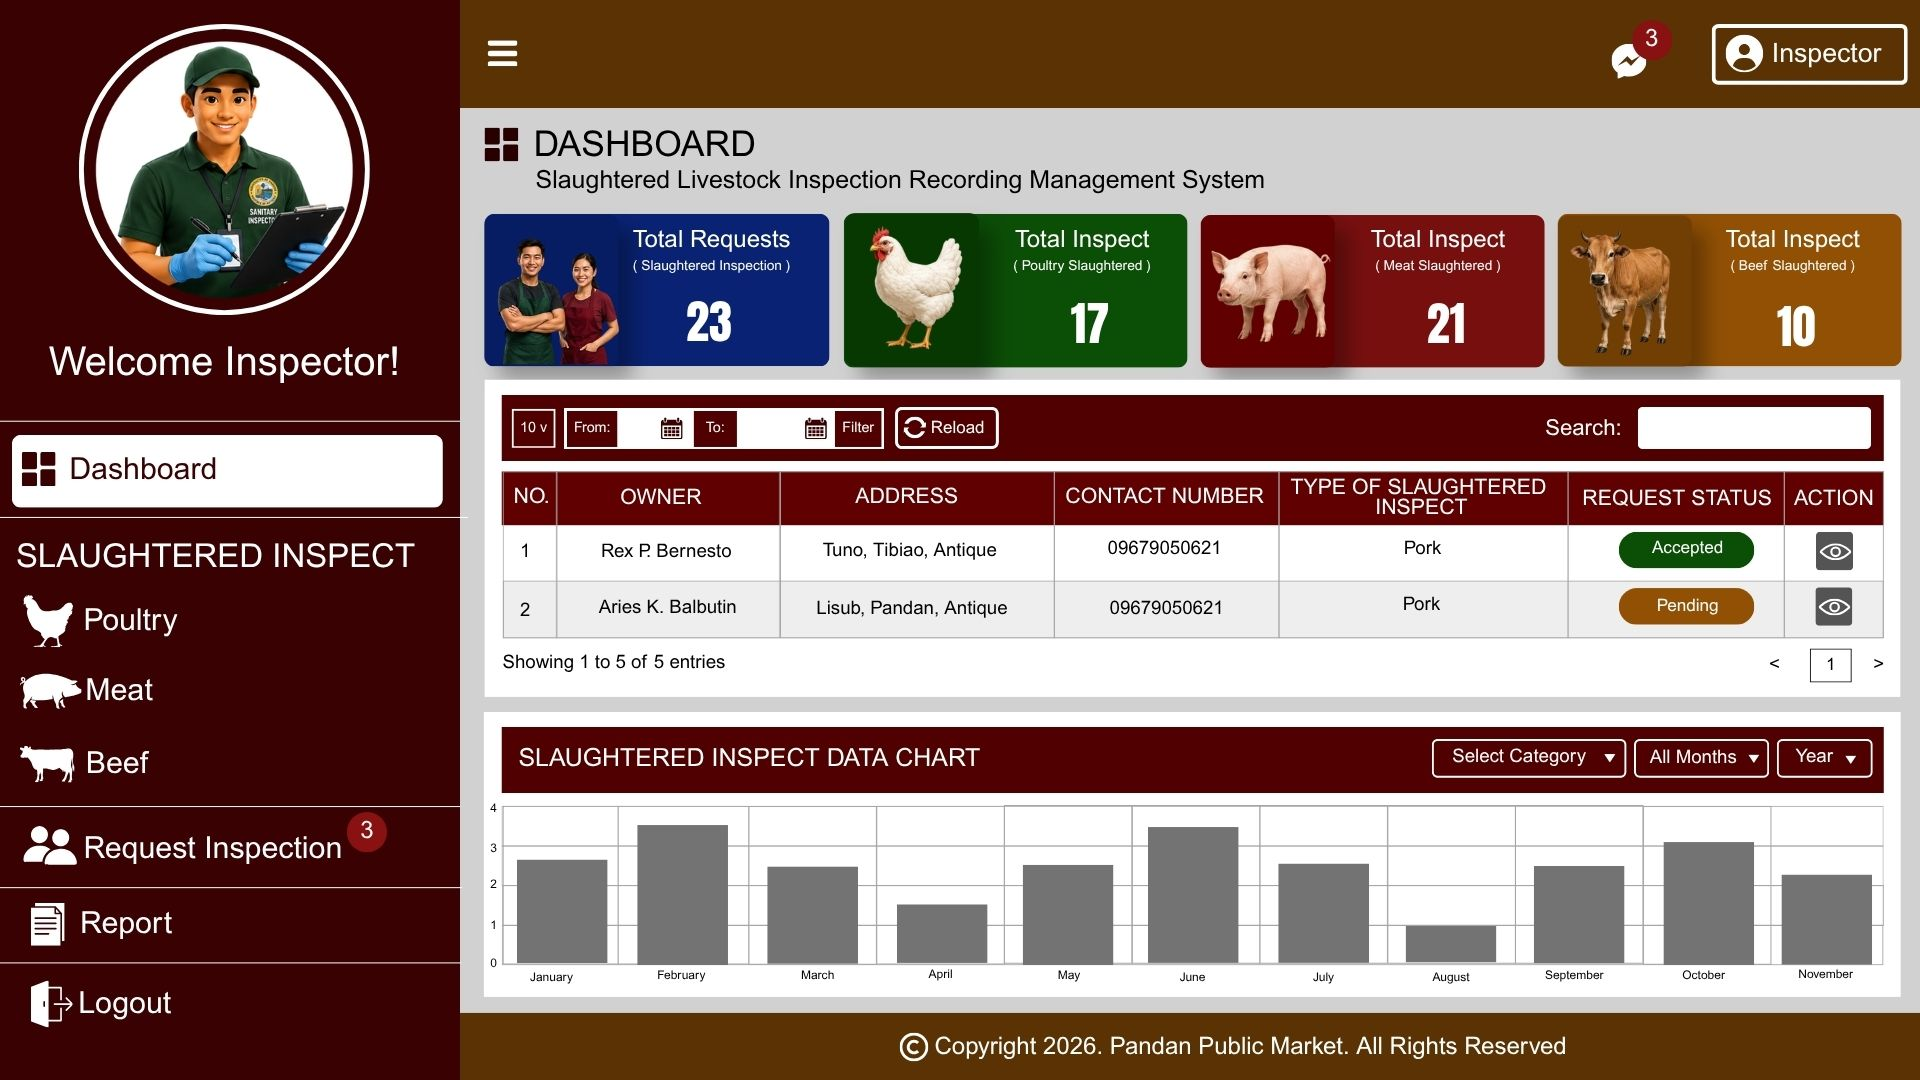 SANITARY
INSPECTOR
Welcome Inspector!
Dashboard
SLAUGHTERED INSPECT
Poultry
Meat
Beef
Request Inspection 3
Report
Logout
3
Inspector
DASHBOARD
Slaughtered Livestock Inspection Recording Management System
Total Requests
( Slaughtered Inspection )
23
Total Inspect
( Poultry Slaughtered )
17
Total Inspect
( Meat Slaughtered )
21
Total Inspect
( Beef Slaughtered )
10
10 v From: To: Filter Reload Search:
NO. OWNER ADDRESS CONTACT NUMBER TYPE OF SLAUGHTERED INSPECT REQUEST STATUS ACTION
1 Rex P. Bernesto Tuno, Tibiao, Antique 09679050621 Pork Accepted
2 Aries K. Balbutin Lisub, Pandan, Antique 09679050621 Pork Pending
Showing 1 to 5 of 5 entries < 1 >
SLAUGHTERED INSPECT DATA CHART Select Category All Months Year
4
3
2
1
0
January February March April May June July August September October November
© Copyright 2026. Pandan Public Market. All Rights Reserved